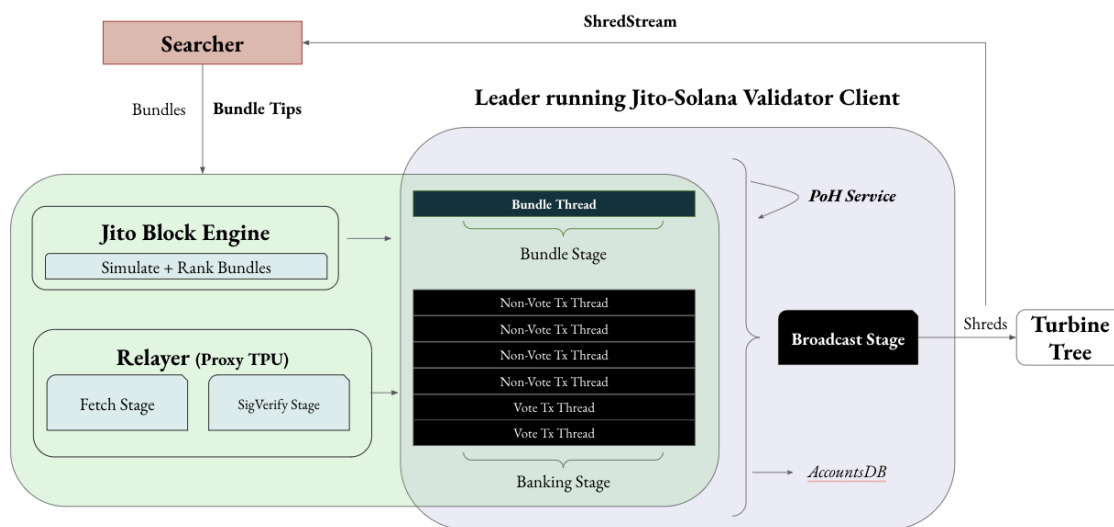 ShredStream
Searcher
Bundles
Bundle Tips
Leader running Jito-Solana Validator Client
Bundle Thread
Bundle Stage
PoH Service
Jito Block Engine
Simulate + Rank Bundles
Non-Vote Tx Thread
Non-Vote Tx Thread
Non-Vote Tx Thread
Non-Vote Tx Thread
Vote Tx Thread
Vote Tx Thread
Banking Stage
Relayer (Proxy TPU)
Fetch Stage
SigVerify Stage
Broadcast Stage
Shreds
Turbine
Tree
AccountsDB